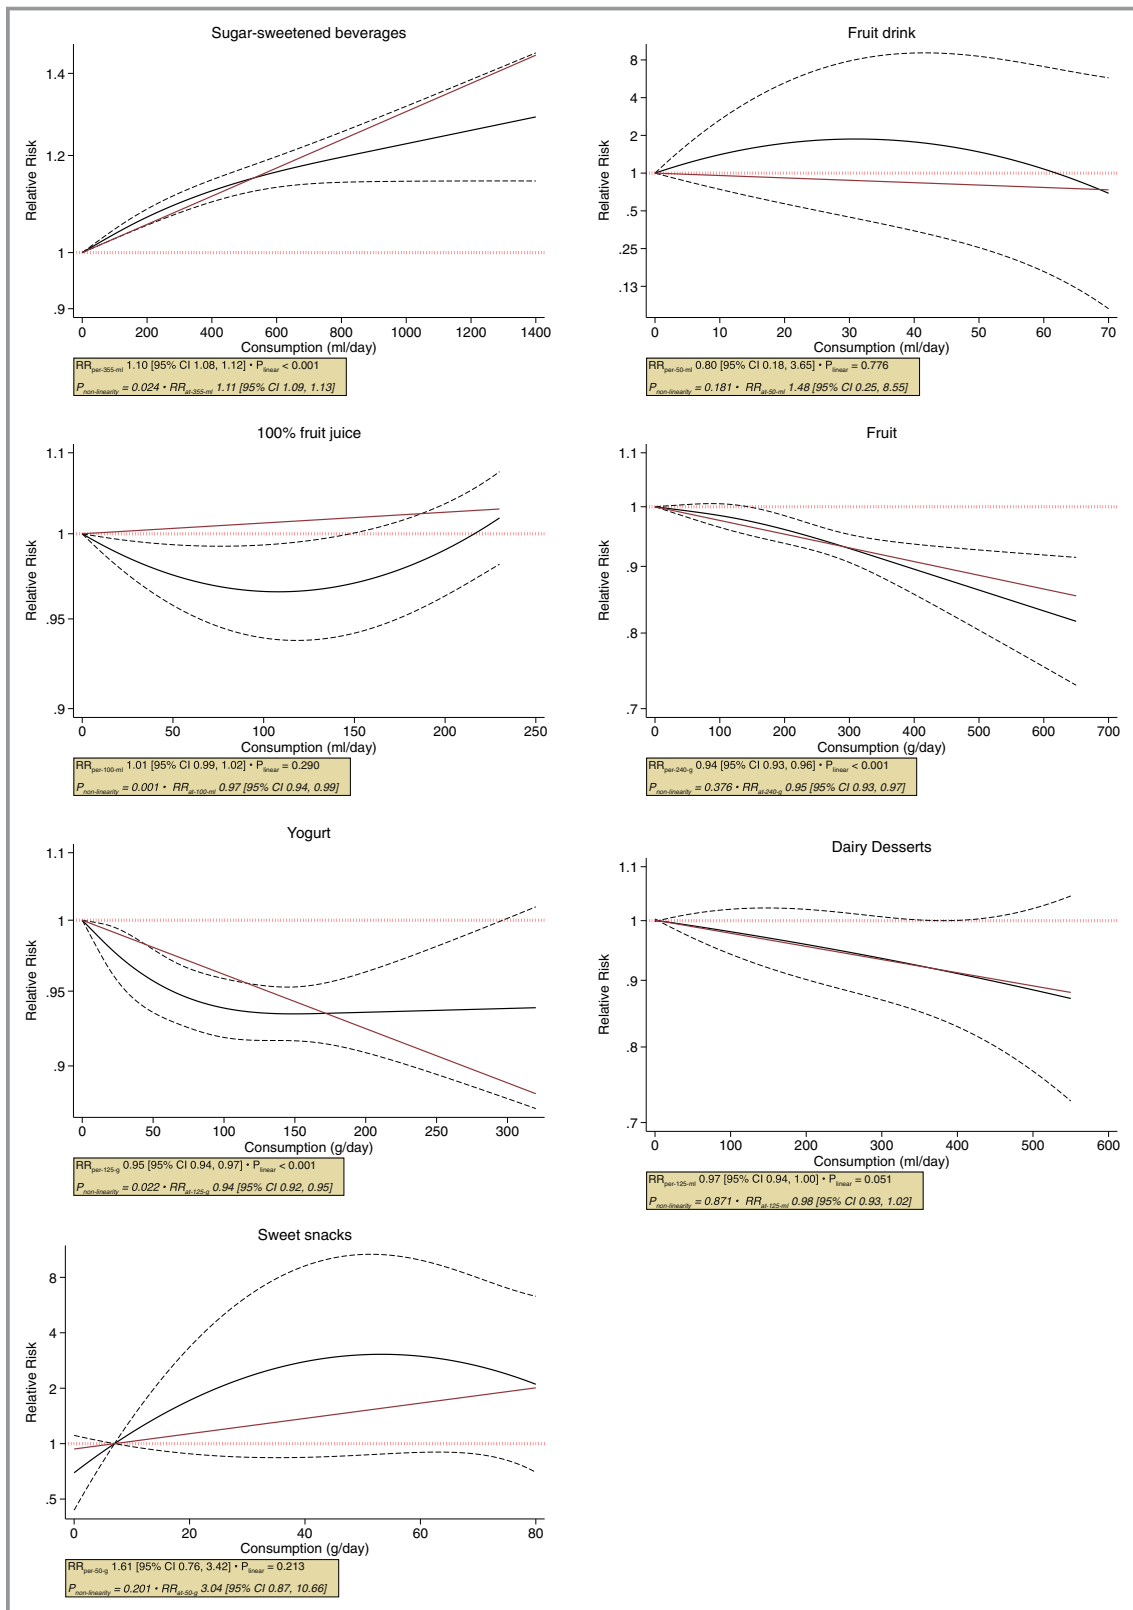 Sugar-sweetened beverages
Relative Risk
1.4
1.2
1
.9
0 200 400 600 800 1000 1200 1400
Consumption (ml/day)
RRper-355-ml 1.10 [95% CI 1.08, 1.12] • Plinear < 0.001
Pnon-linearity = 0.024 • RRat-355-ml 1.11 [95% CI 1.09, 1.13]
Fruit drink
Relative Risk
8
4
2
1
.5
.25
.13
0 10 20 30 40 50 60 70
Consumption (ml/day)
RRper-50-ml 0.80 [95% CI 0.18, 3.65] • Plinear = 0.776
Pnon-linearity = 0.181 • RRat-50-ml 1.48 [95% CI 0.25, 8.55]
100% fruit juice
Relative Risk
1.1
1
.95
.9
0 50 100 150 200 250
Consumption (ml/day)
RRper-100-ml 1.01 [95% CI 0.99, 1.02] • Plinear = 0.290
Pnon-linearity = 0.001 • RRat-100-ml 0.97 [95% CI 0.94, 0.99]
Fruit
Relative Risk
1.1
1
.9
.8
.7
0 100 200 300 400 500 600 700
Consumption (g/day)
RRper-240-g 0.94 [95% CI 0.93, 0.96] • Plinear < 0.001
Pnon-linearity = 0.376 • RRat-240-g 0.95 [95% CI 0.93, 0.97]
Yogurt
Relative Risk
1.1
1
.95
.9
0 50 100 150 200 250 300
Consumption (g/day)
RRper-125-g 0.95 [95% CI 0.94, 0.97] • Plinear < 0.001
Pnon-linearity = 0.022 • RRat-125-g 0.94 [95% CI 0.92, 0.95]
Dairy Desserts
Relative Risk
1.1
1
.9
.8
.7
0 100 200 300 400 500 600
Consumption (ml/day)
RRper-125-ml 0.97 [95% CI 0.94, 1.00] • Plinear = 0.051
Pnon-linearity = 0.871 • RRat-125-ml 0.98 [95% CI 0.93, 1.02]
Sweet snacks
Relative Risk
8
4
2
1
.5
0 20 40 60 80
Consumption (g/day)
RRper-50-g 1.61 [95% CI 0.76, 3.42] • Plinear = 0.213
Pnon-linearity = 0.201 • RRat-50-g 3.04 [95% CI 0.87, 10.66]